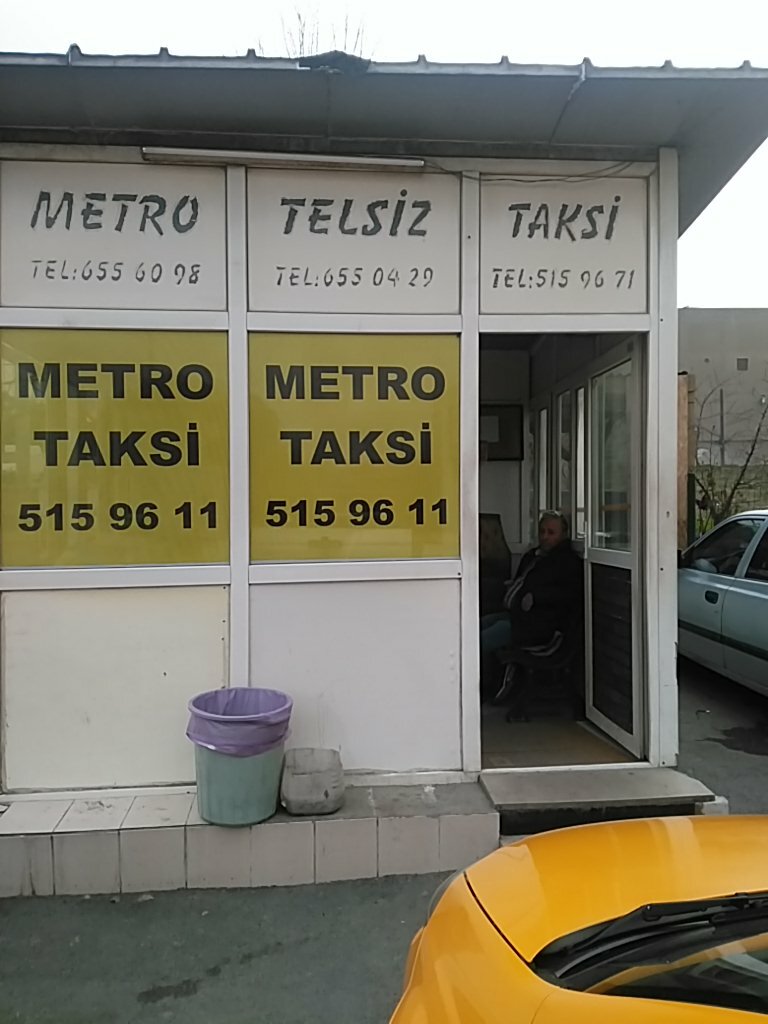 METRO TELSİZ TAKSİ
TEL:655 60 98 TEL:655 04 29 TEL:515 96 71
METRO
TAKSİ
515 96 11
METRO
TAKSİ
515 96 11